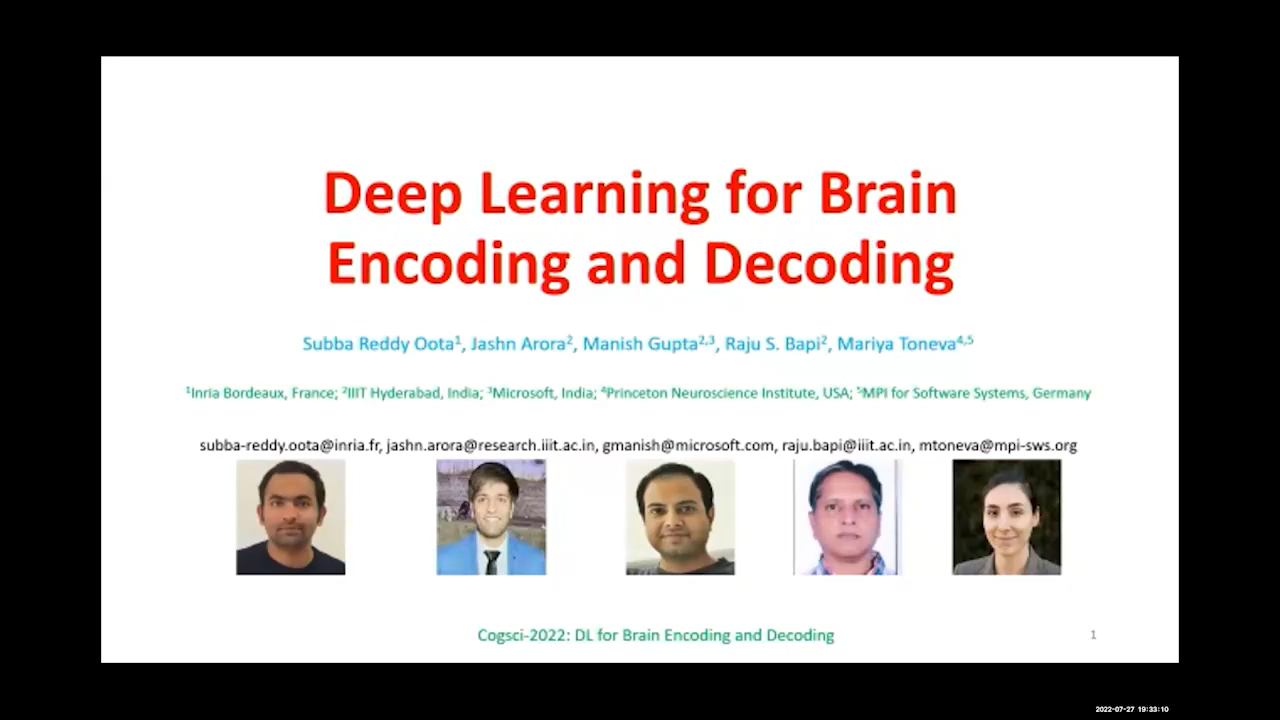 Deep Learning for Brain
Encoding and Decoding
Subba Reddy Oota¹, Jashn Arora², Manish Gupta²,³, Raju S. Bapi², Mariya Toneva⁴,⁵
¹Inria Bordeaux, France; ²IIIT Hyderabad, India; ³Microsoft, India; ⁴Princeton Neuroscience Institute, USA; ⁵MPI for Software Systems, Germany
subba-reddy.oota@inria.fr, jashn.arora@research.iiit.ac.in, gmanish@microsoft.com, raju.bapi@iiit.ac.in, mtoneva@mpi-sws.org
Cogsci-2022: DL for Brain Encoding and Decoding
1
2022-07-27 19:33:10